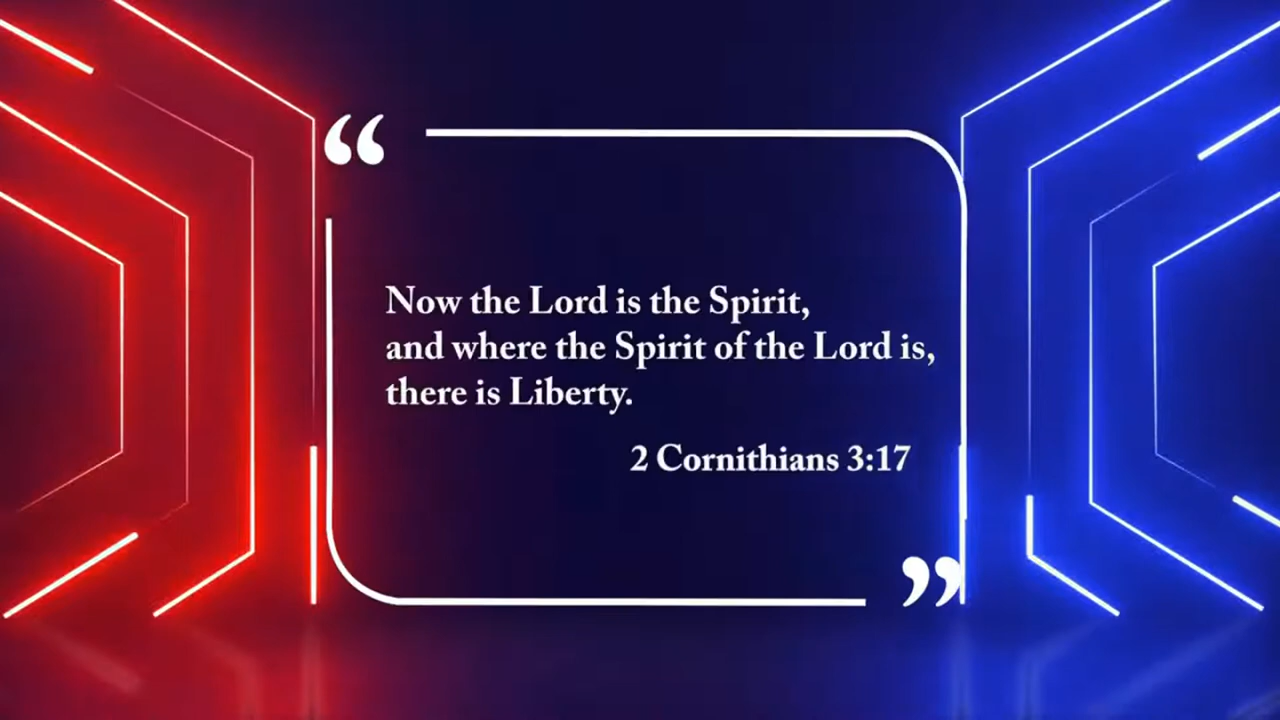 “
Now the Lord is the Spirit,
and where the Spirit of the Lord is,
there is Liberty.
2 Cornithians 3:17
”